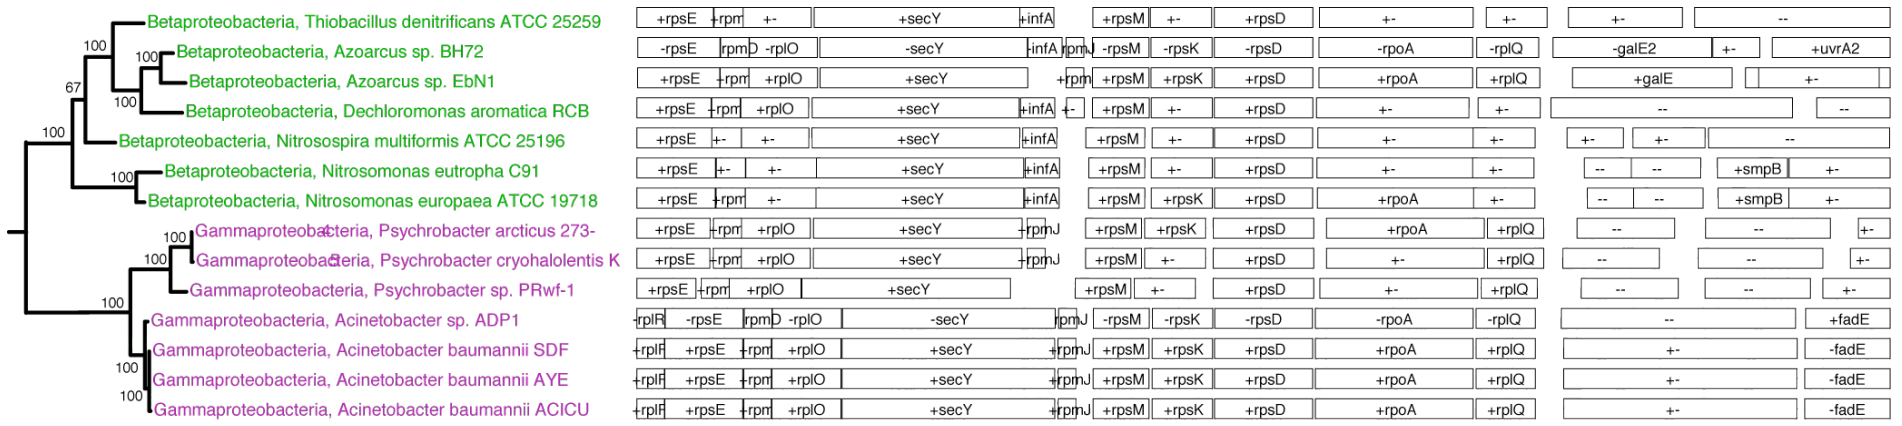 Betaproteobacteria, Thiobacillus denitrificans ATCC 25259 +rpsE +rpm +- +secY +infA +rpsM +- +rpsD +- +- +- --
100
Betaproteobacteria, Azoarcus sp. BH72 -rpsE rpmD -rplO -secY -infA rpmJ -rpsM -rpsK -rpsD -rpoA -rplQ -galE2 +- +uvrA2
100
Betaproteobacteria, Azoarcus sp. EbN1 +rpsE +rpm +rplO +secY +rpm +rpsM +rpsK +rpsD +rpoA +rplQ +galE +-
67 100
Betaproteobacteria, Dechloromonas aromatica RCB +rpsE +rpm +rplO +secY +infA +- +rpsM +- +rpsD +- +- -- --
100
Betaproteobacteria, Nitrosospira multiformis ATCC 25196 +rpsE +- +- +secY +infA +rpsM +- +rpsD +- +- +- +- --
Betaproteobacteria, Nitrosomonas eutropha C91 +rpsE +- +- +secY +infA +rpsM +- +rpsD +- +- -- -- +smpB +-
100
Betaproteobacteria, Nitrosomonas europaea ATCC 19718 +rpsE +rpm +- +secY +infA +rpsM +rpsK +rpsD +rpoA +- -- -- +smpB +-
Gammaproteobacteria, Psychrobacter arcticus 273-4 +rpsE +rpm +rplO +secY +rpmJ +rpsM +rpsK +rpsD +rpoA +rplQ -- -- +-
100
Gammaproteobacteria, Psychrobacter cryohalolentis K5 +rpsE +rpm +rplO +secY +rpmJ +rpsM +- +rpsD +- +rplQ -- -- +-
100
Gammaproteobacteria, Psychrobacter sp. PRwf-1 +rpsE +rpm +rplO +secY +rpsM +- +rpsD +- +rplQ -- -- +-
100
Gammaproteobacteria, Acinetobacter sp. ADP1 -rplR -rpsE rpmD -rplO -secY rpmJ -rpsM -rpsK -rpsD -rpoA -rplQ -- +fadE
Gammaproteobacteria, Acinetobacter baumannii SDF +rplF +rpsE +rpm +rplO +secY +rpmJ +rpsM +rpsK +rpsD +rpoA +rplQ +- -fadE
100
Gammaproteobacteria, Acinetobacter baumannii AYE +rplF +rpsE +rpm +rplO +secY +rpmJ +rpsM +rpsK +rpsD +rpoA +rplQ +- -fadE
100
Gammaproteobacteria, Acinetobacter baumannii ACICU +rplF +rpsE +rpm +rplO +secY +rpmJ +rpsM +rpsK +rpsD +rpoA +rplQ +- -fadE